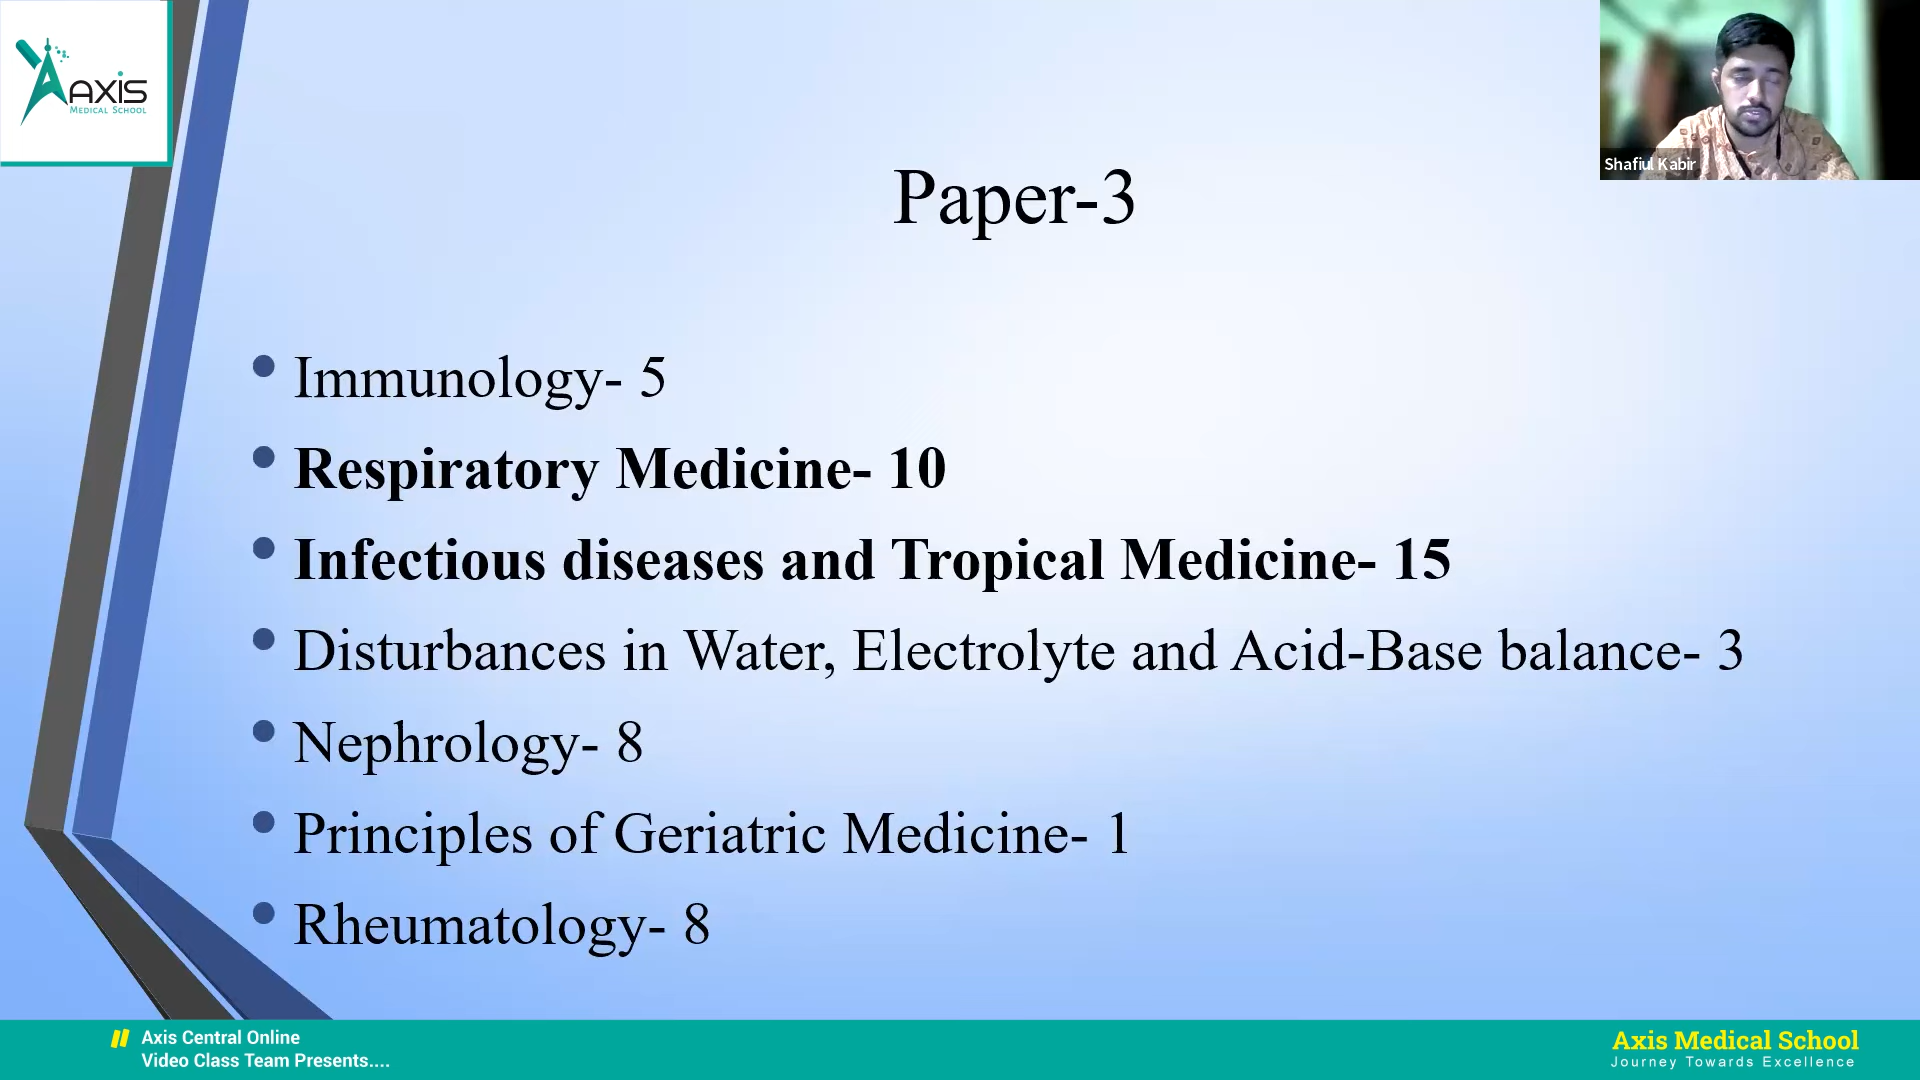 AXIS
MEDICAL SCHOOL
Shafiul Kabir
Paper-3
• Immunology- 5
• Respiratory Medicine- 10
• Infectious diseases and Tropical Medicine- 15
• Disturbances in Water, Electrolyte and Acid-Base balance- 3
• Nephrology- 8
• Principles of Geriatric Medicine- 1
• Rheumatology- 8
Axis Central Online
Video Class Team Presents....
Axis Medical School
Journey Towards Excellence